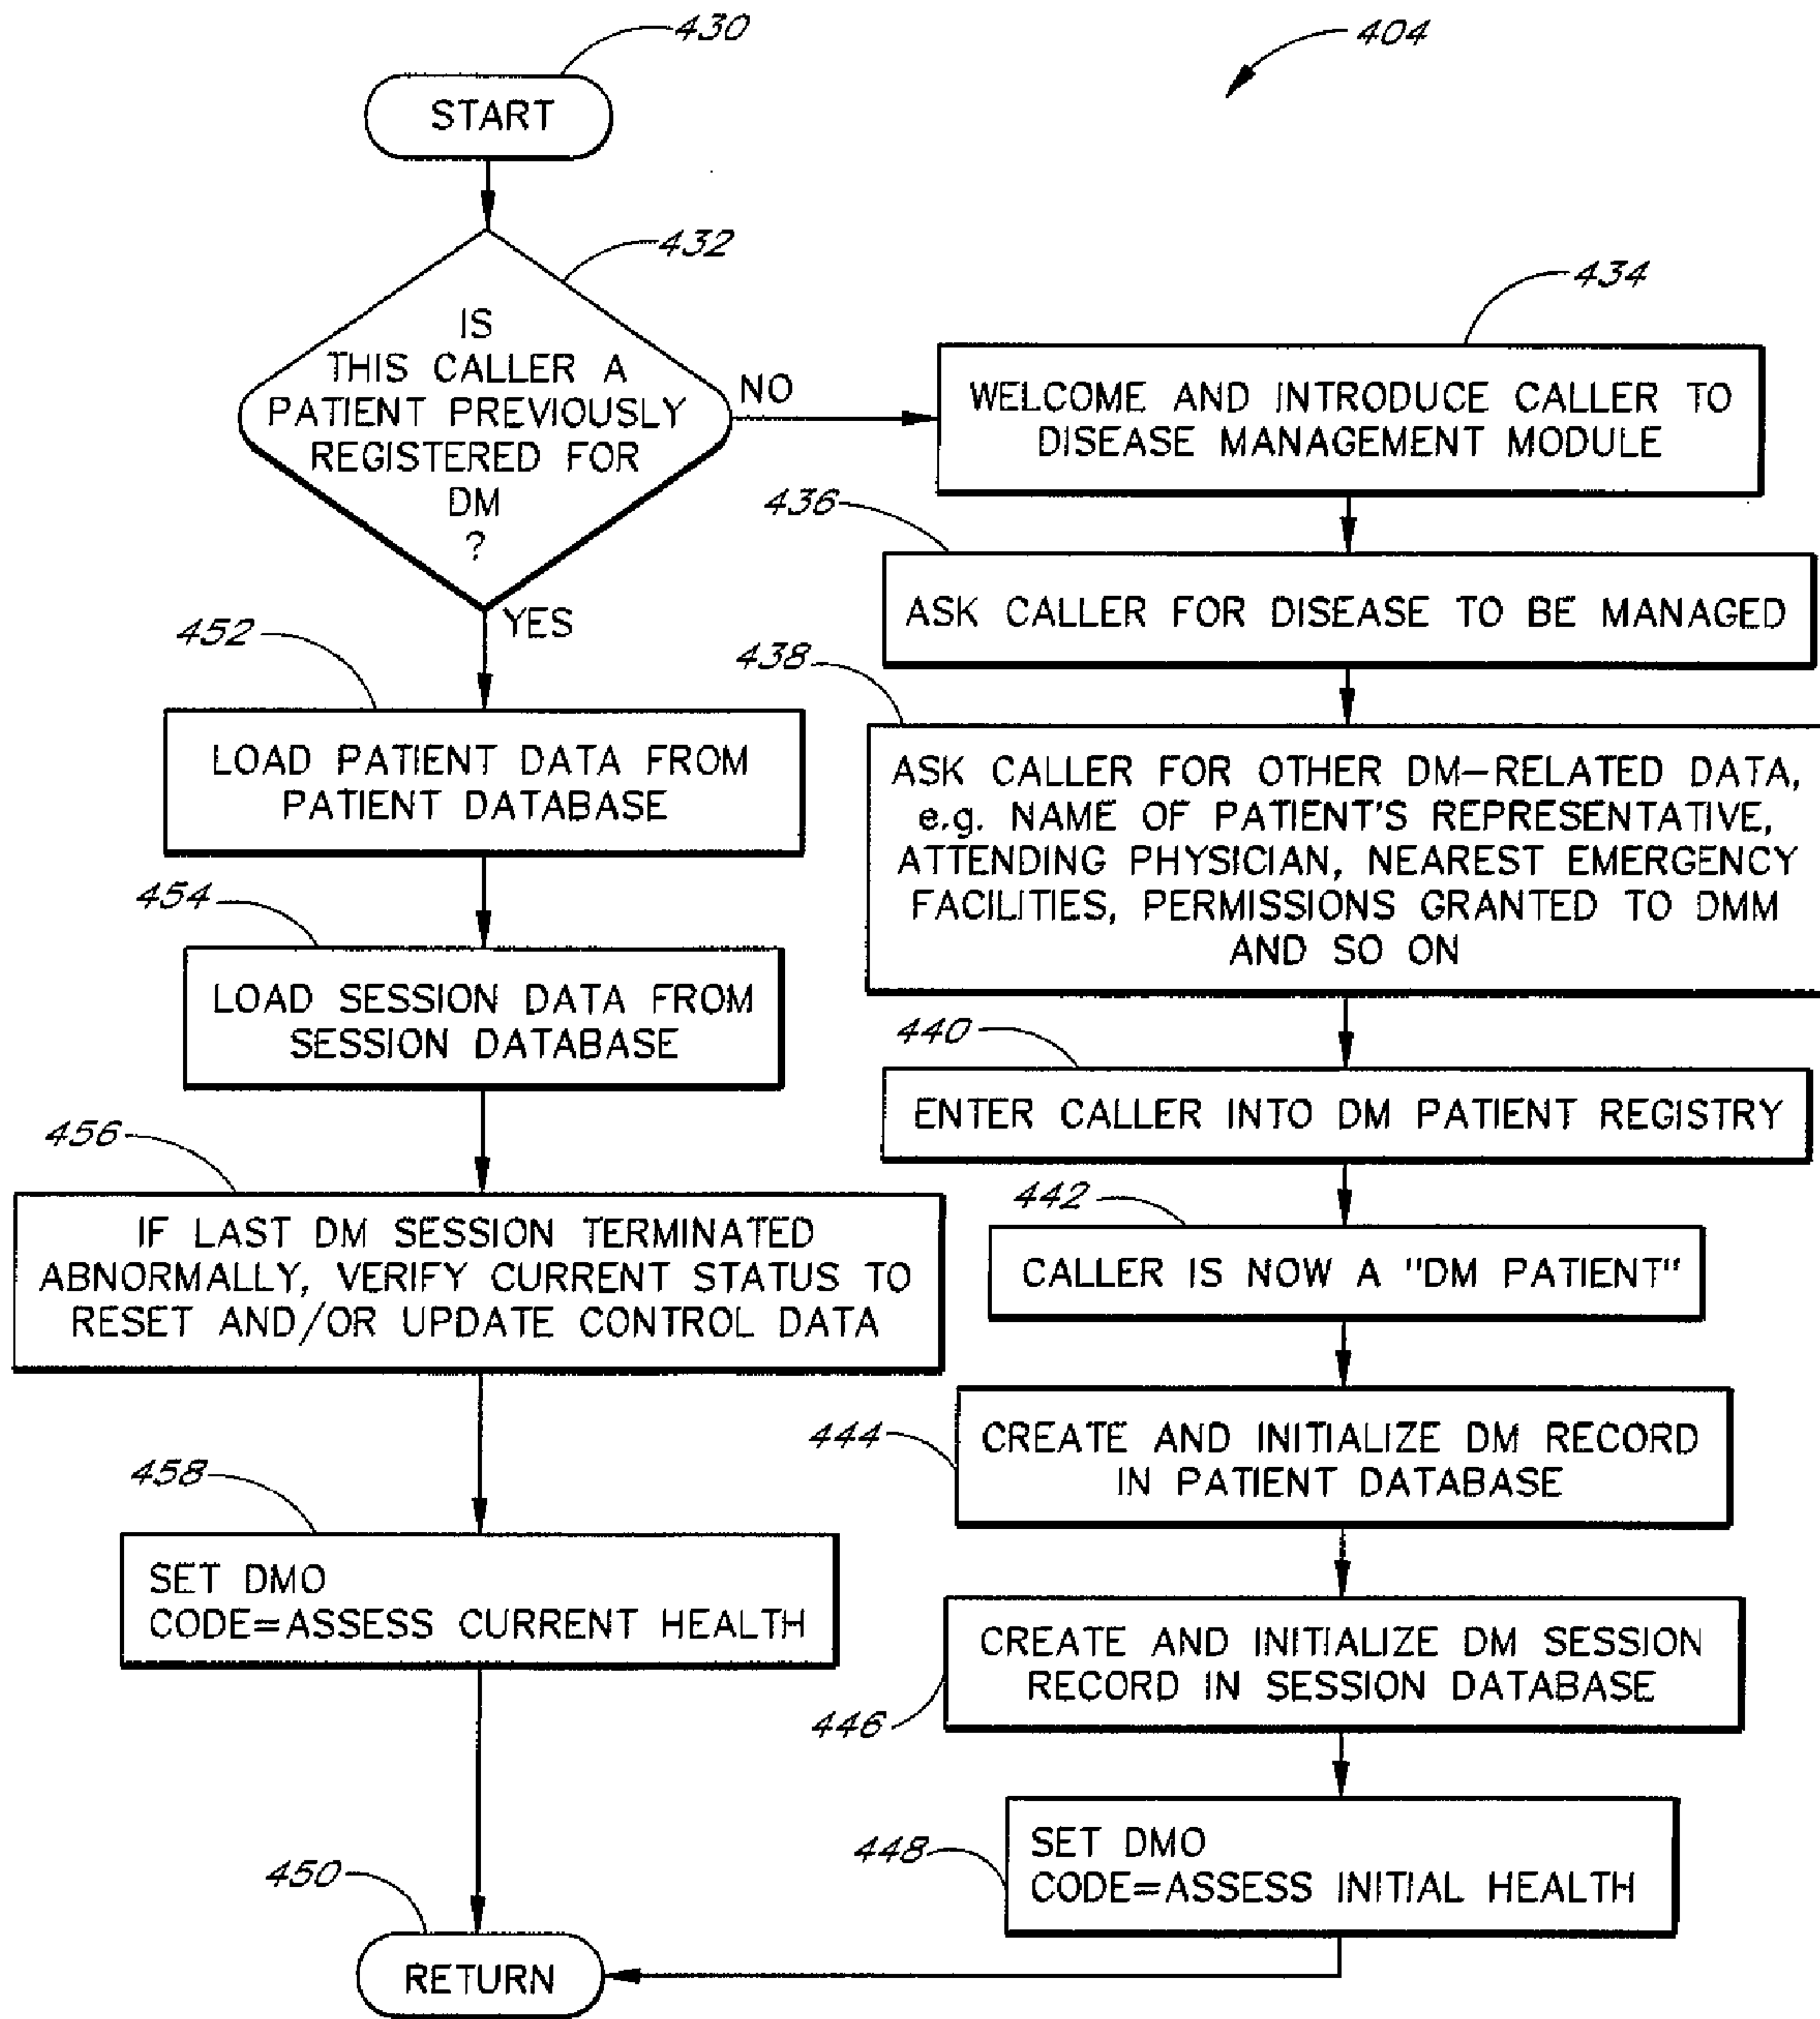 430
404
START
432
IS
THIS CALLER A
PATIENT PREVIOUSLY
REGISTERED FOR
DM
?
NO
YES
434
WELCOME AND INTRODUCE CALLER TO
DISEASE MANAGEMENT MODULE
436
ASK CALLER FOR DISEASE TO BE MANAGED
438
ASK CALLER FOR OTHER DM-RELATED DATA,
e.g. NAME OF PATIENT'S REPRESENTATIVE,
ATTENDING PHYSICIAN, NEAREST EMERGENCY
FACILITIES, PERMISSIONS GRANTED TO DMM
AND SO ON
440
ENTER CALLER INTO DM PATIENT REGISTRY
442
CALLER IS NOW A "DM PATIENT"
444
CREATE AND INITIALIZE DM RECORD
IN PATIENT DATABASE
446
CREATE AND INITIALIZE DM SESSION
RECORD IN SESSION DATABASE
448
SET DMO
CODE=ASSESS INITIAL HEALTH
452
LOAD PATIENT DATA FROM
PATIENT DATABASE
454
LOAD SESSION DATA FROM
SESSION DATABASE
456
IF LAST DM SESSION TERMINATED
ABNORMALLY, VERIFY CURRENT STATUS TO
RESET AND/OR UPDATE CONTROL DATA
458
SET DMO
CODE=ASSESS CURRENT HEALTH
450
RETURN